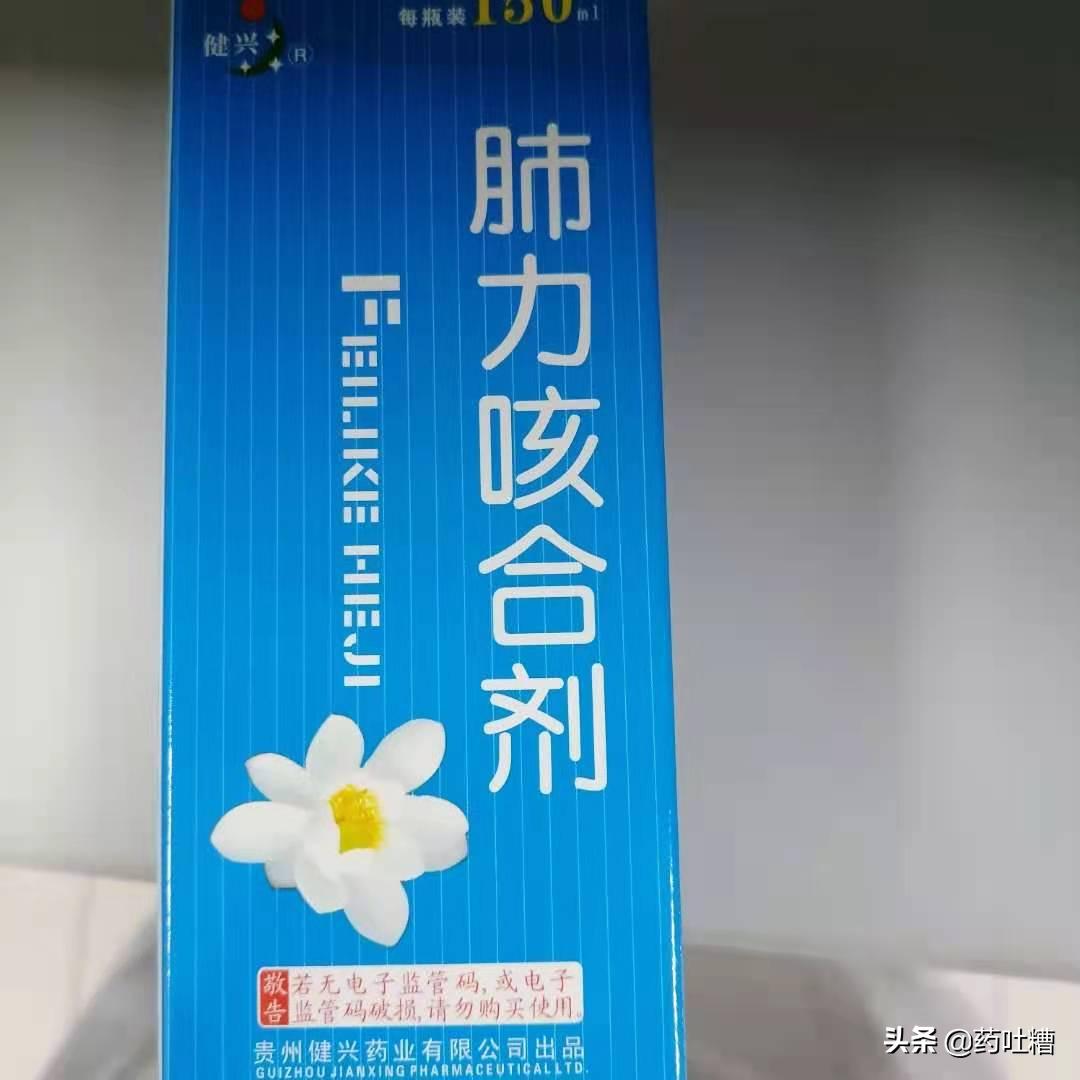 每瓶装150ml
健兴®
肺力咳合剂
FEILIKE HEJI
敬告
若无电子监管码,或电子
监管码破损,请勿购买使用。
贵州健兴药业有限公司出品
GUIZHOU JIANXING PHARMACEUTICAL LTD.
头条 @药吐糟